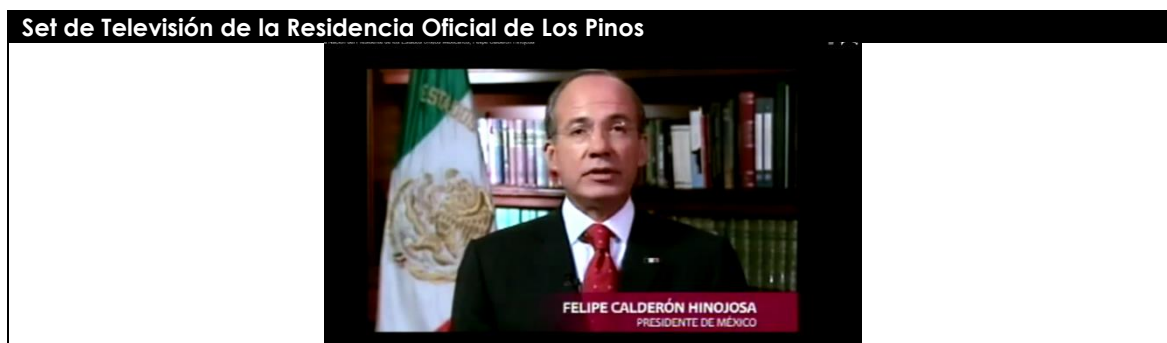 Set de Televisión de la Residencia Oficial de Los Pinos
FELIPE CALDERÓN HINOJOSA
PRESIDENTE DE MÉXICO